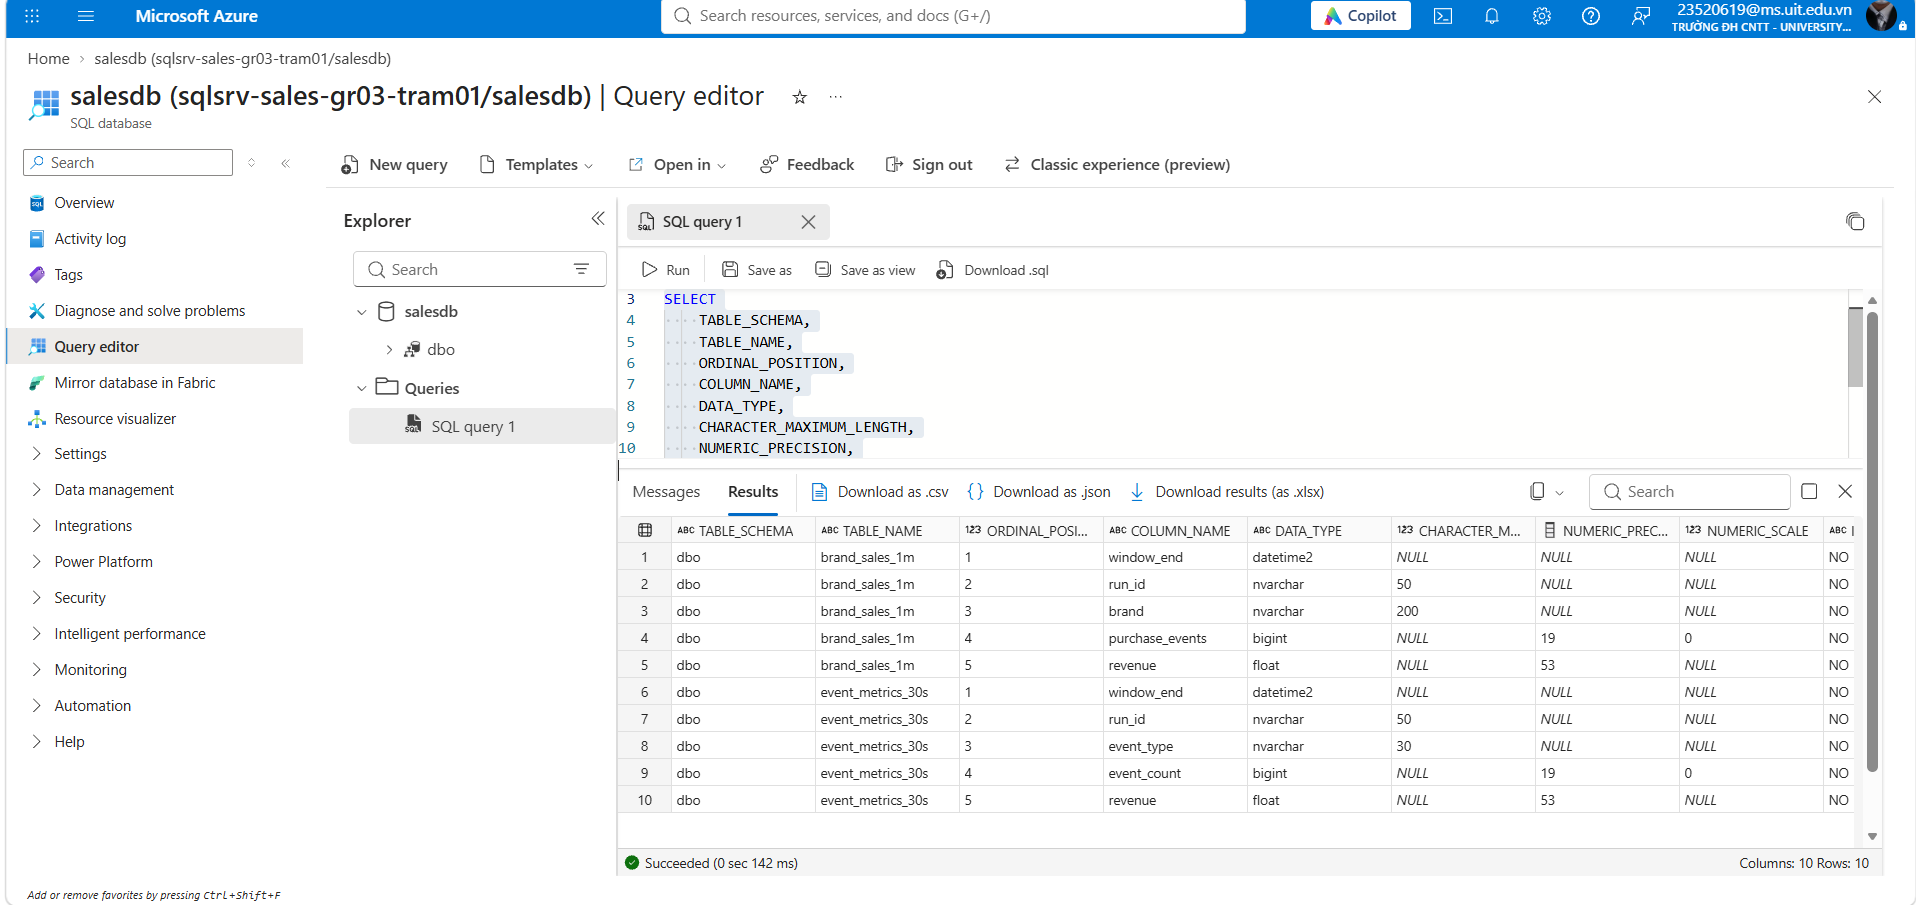 Microsoft Azure
Search resources, services, and docs (G+/)
Copilot
23520619@ms.uit.edu.vn
TRƯỜNG ĐH CNTT - UNIVERSITY...
Home > salesdb (sqlsrv-sales-gr03-tram01/salesdb)
salesdb (sqlsrv-sales-gr03-tram01/salesdb) | Query editor
SQL database
Search
Overview
Activity log
Tags
Diagnose and solve problems
Query editor
Mirror database in Fabric
Resource visualizer
Settings
Data management
Integrations
Power Platform
Security
Intelligent performance
Monitoring
Automation
Help
Add or remove favorites by pressing Ctrl+Shift+F
New query Templates Open in Feedback Sign out Classic experience (preview)
Explorer
Search
salesdb
dbo
Queries
SQL query 1
SQL query 1
Run Save as Save as view Download .sql
3 SELECT
4 TABLE_SCHEMA,
5 TABLE_NAME,
6 ORDINAL_POSITION,
7 COLUMN_NAME,
8 DATA_TYPE,
9 CHARACTER_MAXIMUM_LENGTH,
10 NUMERIC_PRECISION,
Messages Results Download as .csv Download as .json Download results (as .xlsx) Search
ABC TABLE_SCHEMA ABC TABLE_NAME 123 ORDINAL_POSI... ABC COLUMN_NAME ABC DATA_TYPE 123 CHARACTER_M... NUMERIC_PREC... 123 NUMERIC_SCALE ABC
1 dbo brand_sales_1m 1 window_end datetime2 NULL NULL NULL NO
2 dbo brand_sales_1m 2 run_id nvarchar 50 NULL NULL NO
3 dbo brand_sales_1m 3 brand nvarchar 200 NULL NULL NO
4 dbo brand_sales_1m 4 purchase_events bigint NULL 19 0 NO
5 dbo brand_sales_1m 5 revenue float NULL 53 NULL NO
6 dbo event_metrics_30s 1 window_end datetime2 NULL NULL NULL NO
7 dbo event_metrics_30s 2 run_id nvarchar 50 NULL NULL NO
8 dbo event_metrics_30s 3 event_type nvarchar 30 NULL NULL NO
9 dbo event_metrics_30s 4 event_count bigint NULL 19 0 NO
10 dbo event_metrics_30s 5 revenue float NULL 53 NULL NO
Succeeded (0 sec 142 ms)
Columns: 10 Rows: 10